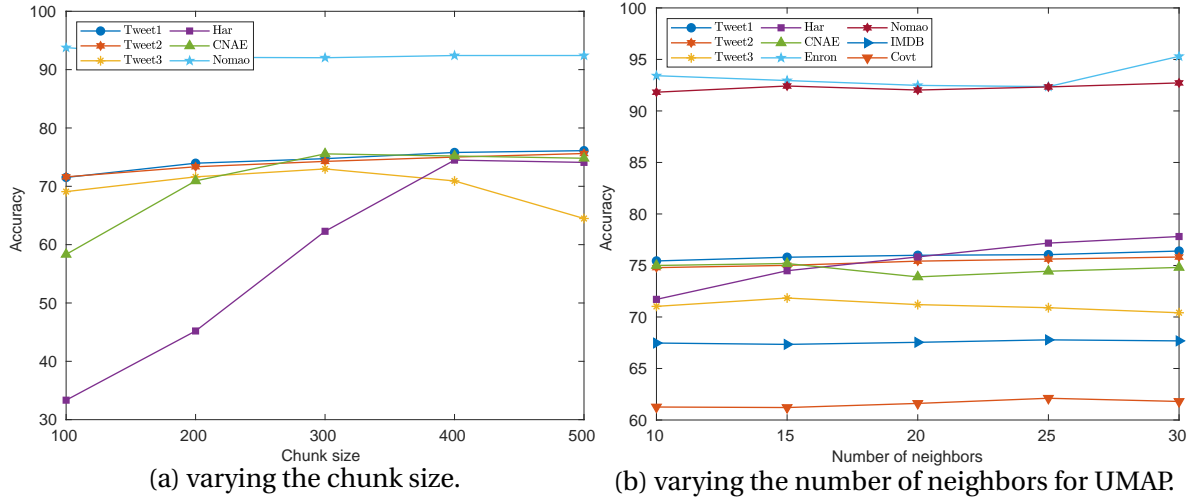 100
90
80
70
60
50
40
30
Accuracy
Tweet1
Tweet2
Tweet3
Har
CNAE
Nomao
100
200
300
400
500
Chunk size
(a) varying the chunk size.
100
95
90
85
80
75
70
65
60
Accuracy
Tweet1
Tweet2
Tweet3
Har
CNAE
Enron
Nomao
IMDB
Covt
10
15
20
25
30
Number of neighbors
(b) varying the number of neighbors for UMAP.